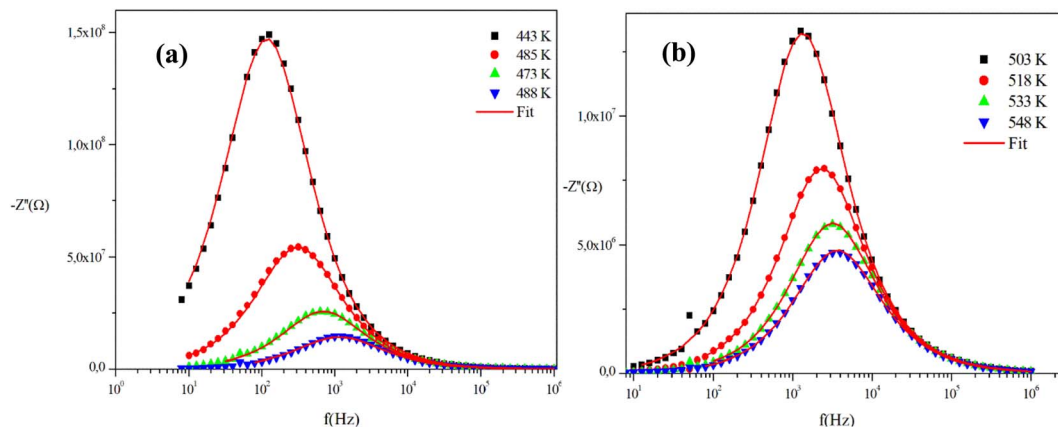 (a)
443 K
485 K
473 K
488 K
Fit
1,5x10⁸
1,0x10⁸
-Z''(Ω)
5,0x10⁷
0,0
10⁰
10²
10³
10⁴
10⁵
10⁶
f(Hz)
(b)
503 K
518 K
533 K
548 K
Fit
1,0x10⁷
-Z''(Ω)
5,0x10⁶
0,0
10¹
10²
10³
10⁴
10⁵
10⁶
f(Hz)